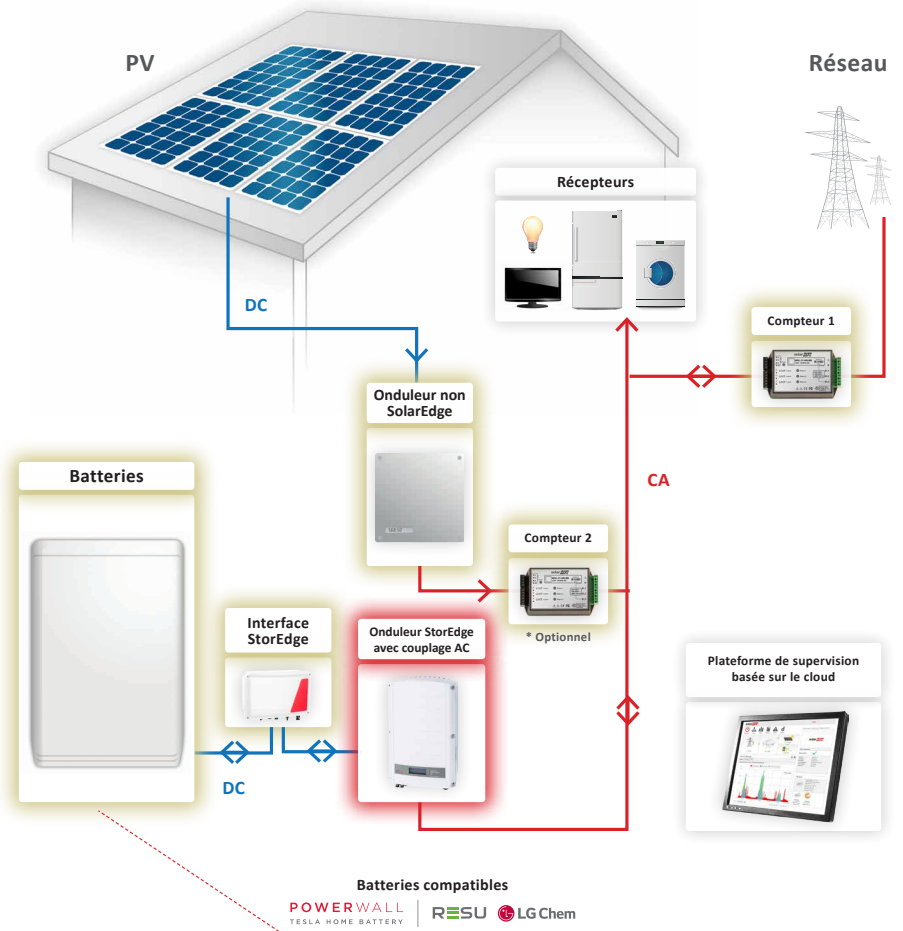 PV
Réseau
Récepteurs
DC
Compteur 1
Onduleur non
SolarEdge
Batteries
CA
Compteur 2
* Optionnel
Interface
StorEdge
Onduleur StorEdge
avec couplage AC
Plateforme de supervision
basée sur le cloud
DC
Batteries compatibles
POWERWALL
TESLA HOME BATTERY
RESU
LG Chem